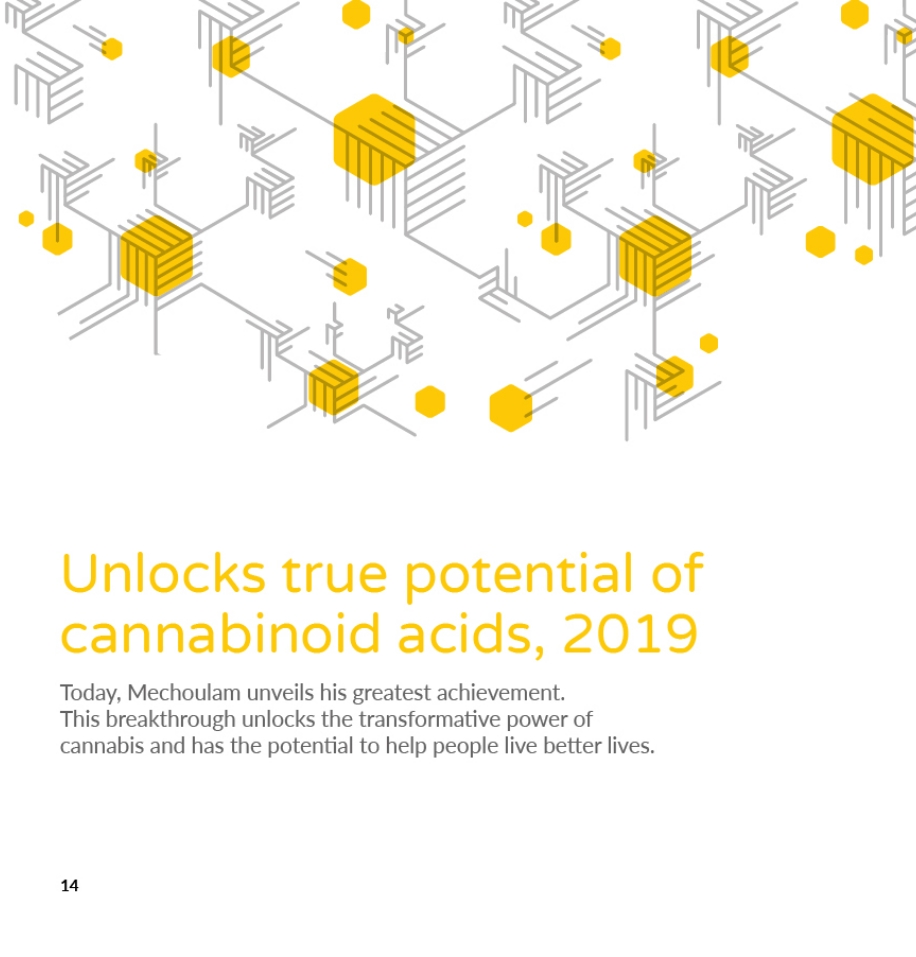 Unlocks true potential of
cannabinoid acids, 2019
Today, Mechoulam unveils his greatest achievement.
This breakthrough unlocks the transformative power of
cannabis and has the potential to help people live better lives.
14